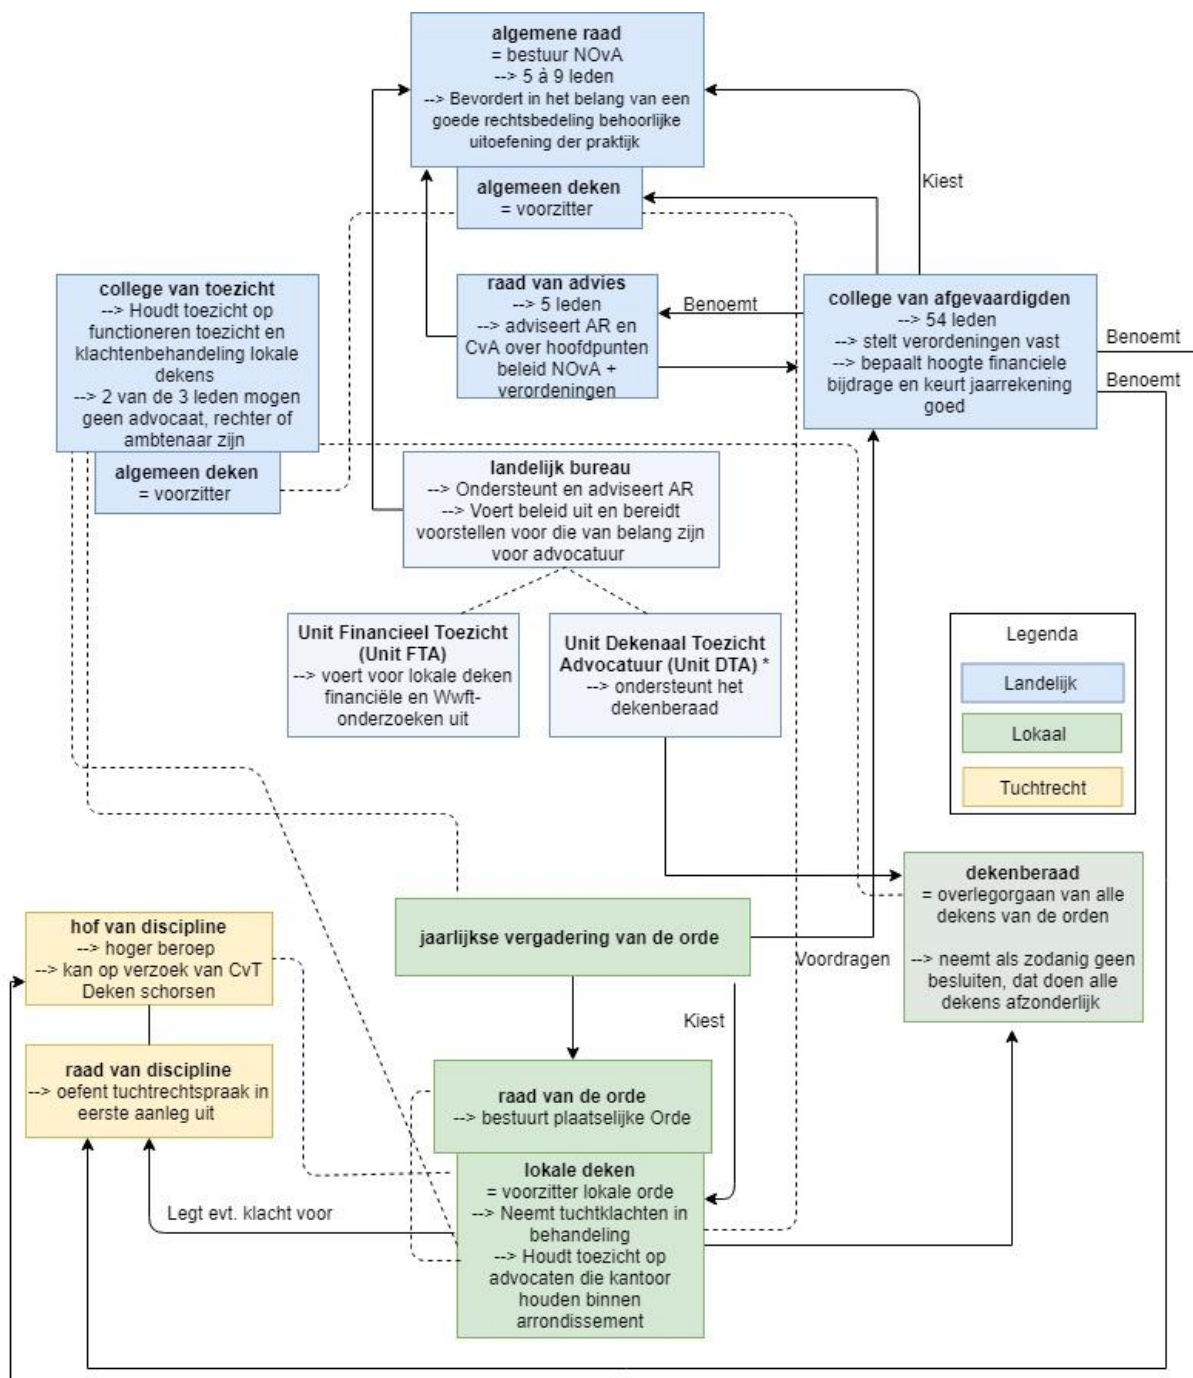 algemene raad
= bestuur NOvA
--> 5 à 9 leden
--> Bevordert in het belang van een
goede rechtsbedeling behoorlijke
uitoefening der praktijk
Kiest
algemeen deken
= voorzitter
college van toezicht
--> Houdt toezicht op
functioneren toezicht en
klachtenbehandeling lokale
dekens
--> 2 van de 3 leden mogen
geen advocaat, rechter of
ambtenaar zijn
algemeen deken
= voorzitter
raad van advies
--> 5 leden
--> adviseert AR en
CvA over hoofdpunten
beleid NOvA +
verordeningen
Benoemt
college van afgevaardigden
--> 54 leden
--> stelt verordeningen vast
--> bepaalt hoogte financiele
bijdrage en keurt jaarrekening
goed
Benoemt
Benoemt
landelijk bureau
--> Ondersteunt en adviseert AR
--> Voert beleid uit en bereidt
voorstellen voor die van belang zijn
voor advocatuur
Unit Financieel Toezicht
(Unit FTA)
--> voert voor lokale deken
financiële en Wwft-
onderzoeken uit
Unit Dekenaal Toezicht
Advocatuur (Unit DTA) *
--> ondersteunt het
dekenberaad
Legenda
Landelijk
Lokaal
Tuchtrecht
dekenberaad
= overlegorgaan van alle
dekens van de orden
--> neemt als zodanig geen
besluiten, dat doen alle
dekens afzonderlijk
hof van discipline
--> hoger beroep
--> kan op verzoek van CvT
Deken schorsen
jaarlijkse vergadering van de orde
Voordragen
Kiest
raad van discipline
--> oefent tuchtrechtspraak in
eerste aanleg uit
raad van de orde
--> bestuurt plaatselijke Orde
Legt evt. klacht voor
lokale deken
= voorzitter lokale orde
--> Neemt tuchtklachten in
behandeling
--> Houdt toezicht op
advocaten die kantoor
houden binnen
arrondissement